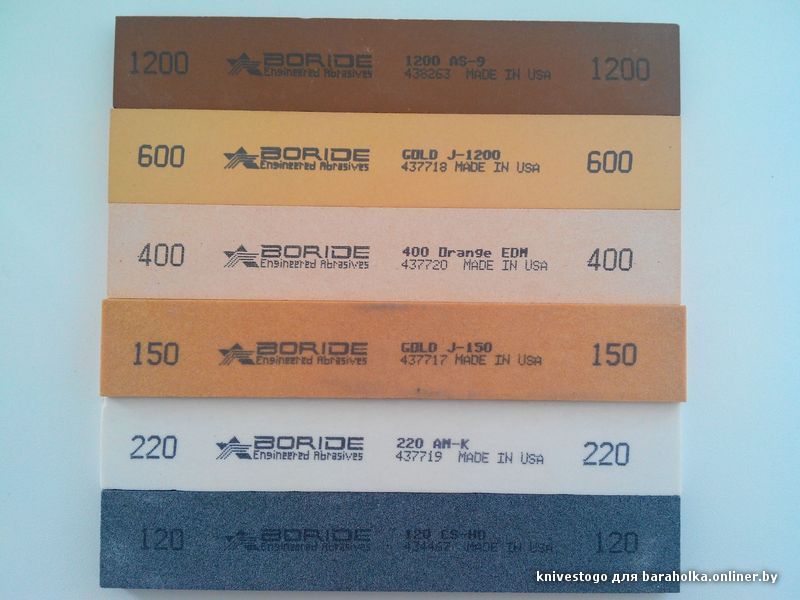 1200 BORIDE 1200 AS-9 1200
Engineered Abrasives 438263 MADE IN USA
600 BORIDE GOLD J-1200 600
Engineered Abrasives 437718 MADE IN USA
400 BORIDE 400 Orange EDM 400
Engineered Abrasives 437720 MADE IN USA
150 BORIDE GOLD J-150 150
Engineered Abrasives 437717 MADE IN USA
220 BORIDE 220 AM-K 220
Engineered Abrasives 437719 MADE IN USA
120 BORIDE 120 CS-HD 120
Engineered Abrasives 434467 MADE IN USA
knivestogo для baraholka.onliner.by